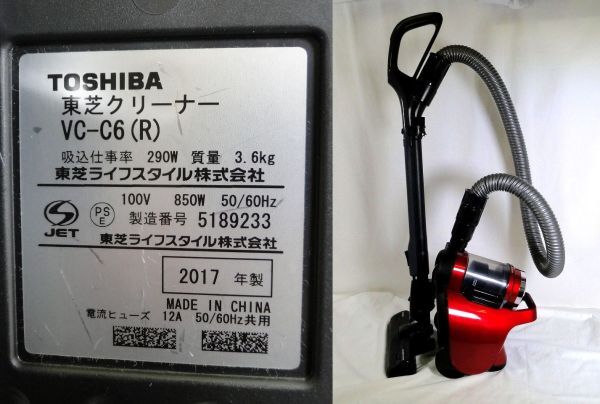 TOSHIBA
東芝クリーナー
VC-C6(R)
吸込仕事率 290W 質量 3.6kg
東芝ライフスタイル株式会社
100V 850W 50/60Hz
JET
PS
E
製造番号 5189233
東芝ライフスタイル株式会社
2017 年製
MADE IN CHINA
電流ヒューズ 12A 50/60Hz共用